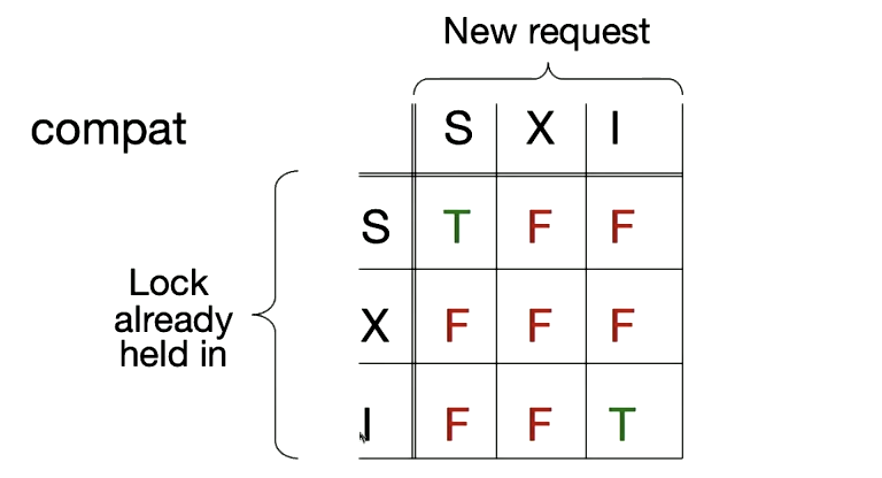 New request
compat
S X I
S T F F
Lock
already
held in
X F F F
I F F T